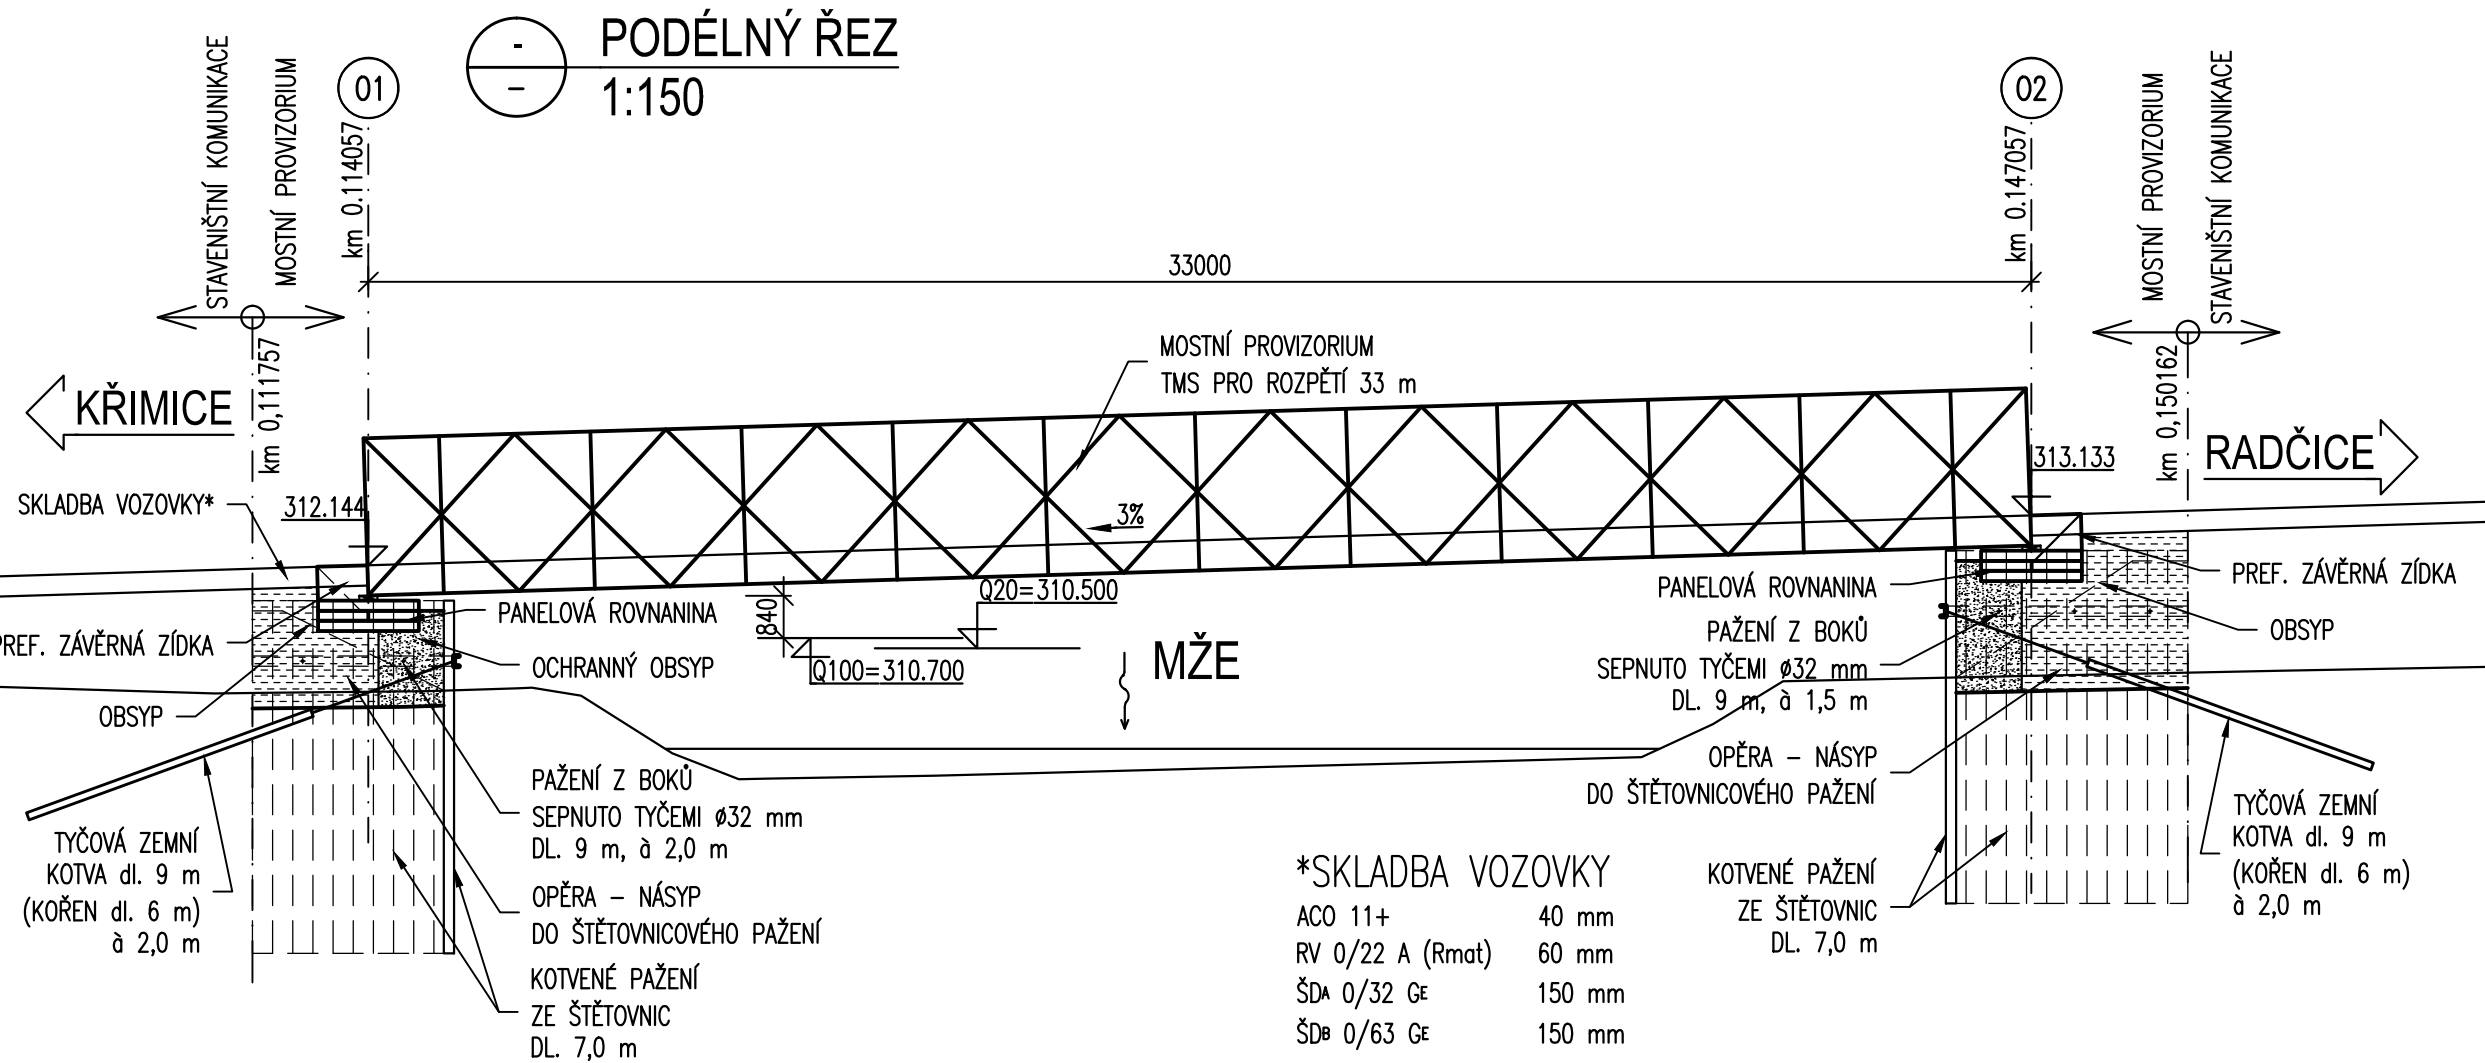 PODÉLNÝ ŘEZ
1:150
-
-
01
02
STAVENIŠTNÍ KOMUNIKACE
MOSTNÍ PROVIZORIUM
km 0.114057
km 0.147057
MOSTNÍ PROVIZORIUM
STAVENIŠTNÍ KOMUNIKACE
33000
km 0,111757
km 0,150162
KŘIMICE
RADČICE
MOSTNÍ PROVIZORIUM
TMS PRO ROZPĚTÍ 33 m
SKLADBA VOZOVKY*
312.144
313.133
3%
PREF. ZÁVĚRNÁ ZÍDKA
OBSYP
PANELOVÁ ROVNANINA
OCHRANNÝ OBSYP
840
Q20=310.500
Q100=310.700
MŽE
PANELOVÁ ROVNANINA
PAŽENÍ Z BOKŮ
SEPNUTO TYČEMI ø32 mm
DL. 9 m, à 1,5 m
OPĚRA – NÁSYP
DO ŠTĚTOVNICOVÉHO PAŽENÍ
PREF. ZÁVĚRNÁ ZÍDKA
OBSYP
TYČOVÁ ZEMNÍ
KOTVA dl. 9 m
(KOŘEN dl. 6 m)
à 2,0 m
PAŽENÍ Z BOKŮ
SEPNUTO TYČEMI ø32 mm
DL. 9 m, à 2,0 m
OPĚRA – NÁSYP
DO ŠTĚTOVNICOVÉHO PAŽENÍ
KOTVENÉ PAŽENÍ
ZE ŠTĚTOVNIC
DL. 7,0 m
*SKLADBA VOZOVKY
ACO 11+ 40 mm
RV 0/22 A (Rmat) 60 mm
ŠDA 0/32 GE 150 mm
ŠDB 0/63 GE 150 mm
KOTVENÉ PAŽENÍ
ZE ŠTĚTOVNIC
DL. 7,0 m
TYČOVÁ ZEMNÍ
KOTVA dl. 9 m
(KOŘEN dl. 6 m)
à 2,0 m